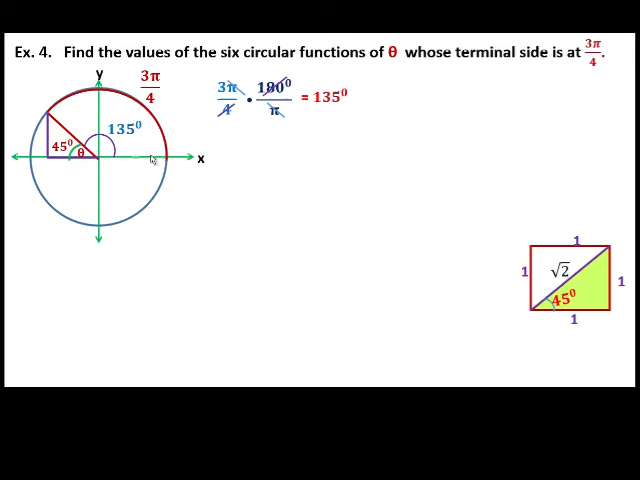 Ex. 4. Find the values of the six circular functions of θ whose terminal side is at 3π/4.
y
3π/4
3π/4 • 180⁰/π = 135⁰
135⁰
45⁰
θ
x
1
1
√2
1
45⁰
1